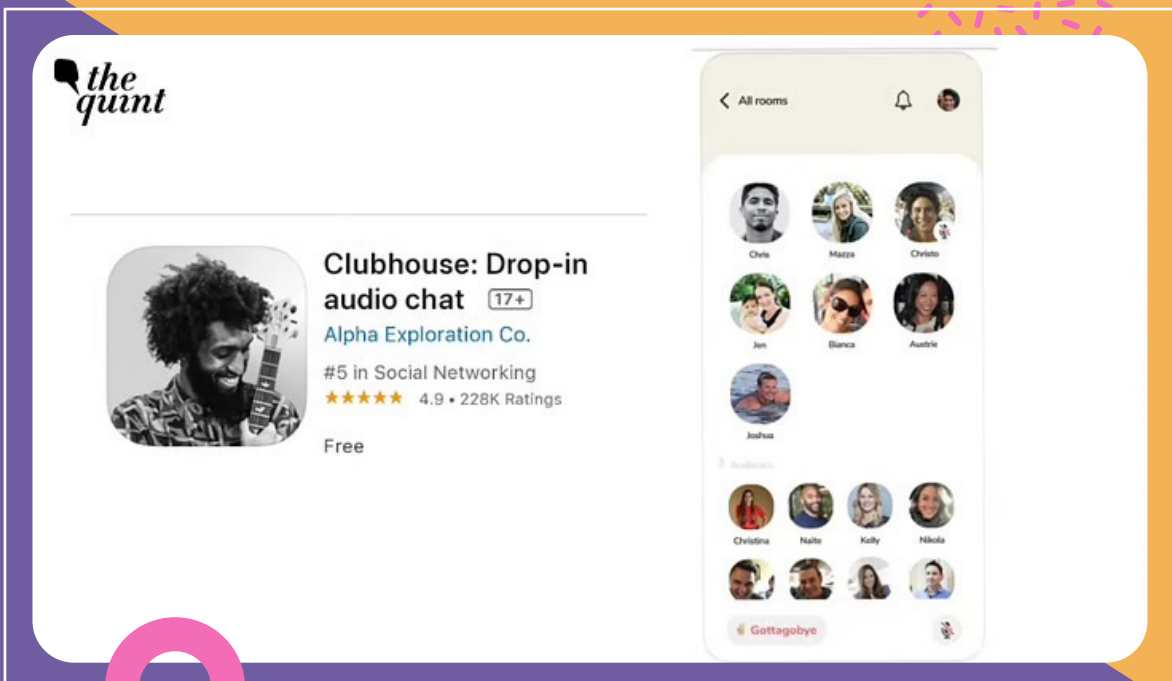 the
quint
Clubhouse: Drop-in
audio chat 17+
Alpha Exploration Co.
#5 in Social Networking
4.9 • 228K Ratings
Free
All rooms
Chris Mazza Christo
Jen Bianca Austrie
Joshua
Audience
Christina Naite Kelly Nikola
✌🏼 Gottagobye